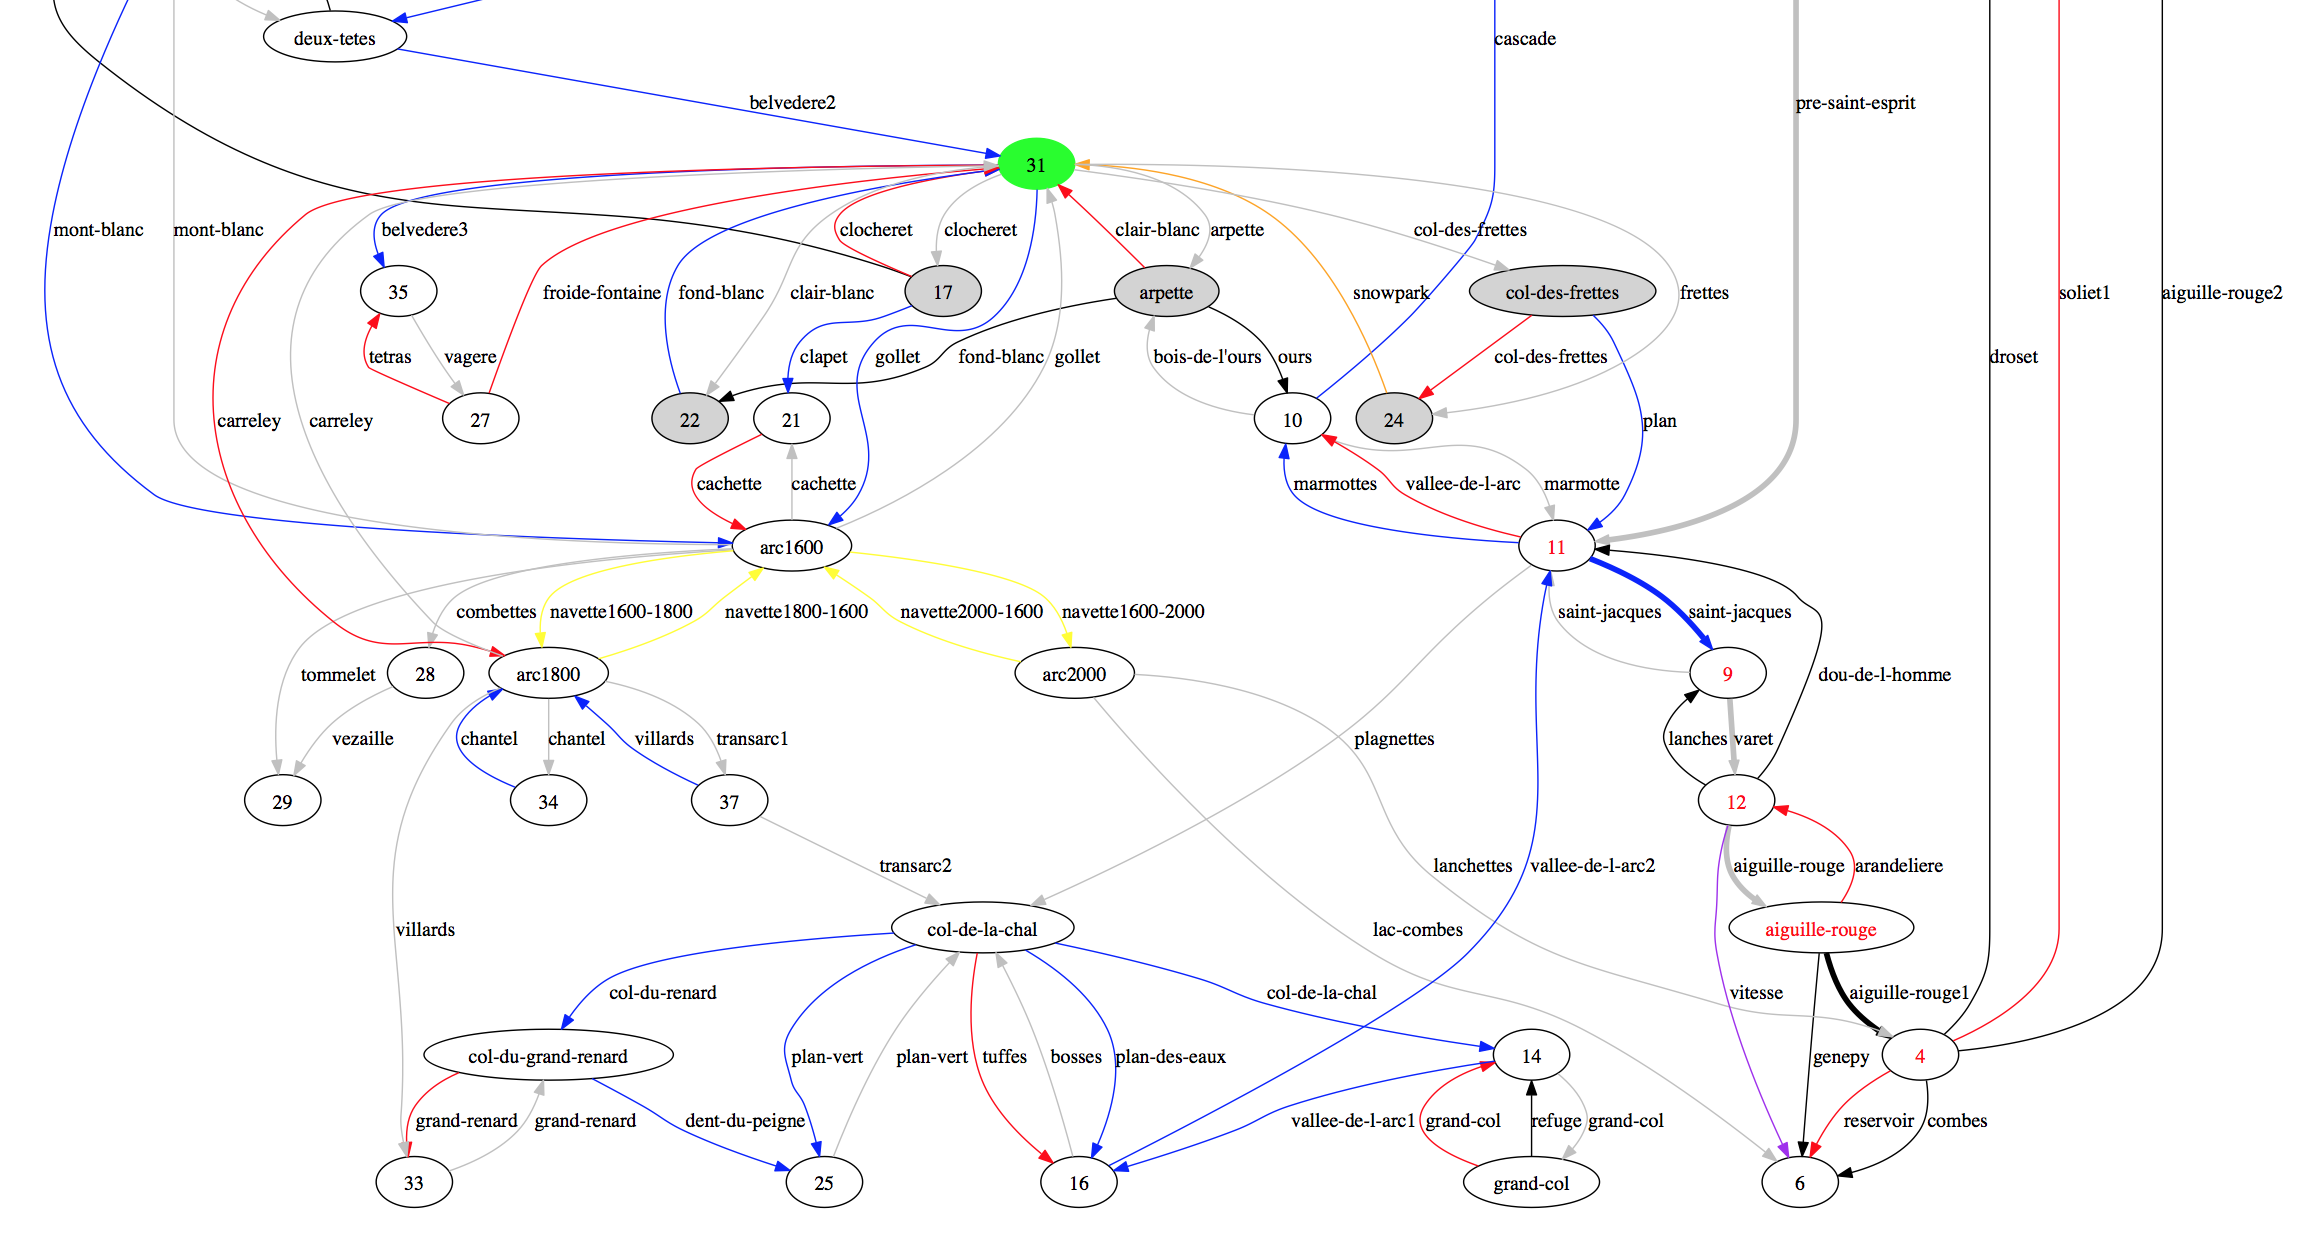 deux-tetes
cascade
belvedere2
pre-saint-esprit
31
mont-blanc
mont-blanc
belvedere3
clocheret
clocheret
clair-blanc
arpette
col-des-frettes
35
froide-fontaine
fond-blanc
clair-blanc
17
arpette
snowpark
col-des-frettes
frettes
soliet1
aiguille-rouge2
tetras
vagere
clapet
gollet
fond-blanc
gollet
bois-de-l'ours
ours
col-des-frettes
droset
carreley
carreley
27
22
21
10
24
plan
cachette
cachette
marmottes
vallee-de-l-arc
marmotte
arc1600
11
combettes
navette1600-1800
navette1800-1600
navette2000-1600
navette1600-2000
saint-jacques
saint-jacques
tommelet
28
arc1800
arc2000
9
dou-de-l-homme
vezaille
chantel
chantel
villards
transarc1
plagnettes
lanches
varet
29
34
37
12
transarc2
lanchettes
vallee-de-l-arc2
aiguille-rouge
arandeliere
villards
col-de-la-chal
lac-combes
aiguille-rouge
col-du-renard
col-de-la-chal
vitesse
aiguille-rouge1
col-du-grand-renard
plan-vert
plan-vert
tuffes
bosses
plan-des-eaux
14
genepy
4
grand-renard
grand-renard
dent-du-peigne
vallee-de-l-arc1
grand-col
refuge
grand-col
reservoir
combes
33
25
16
grand-col
6